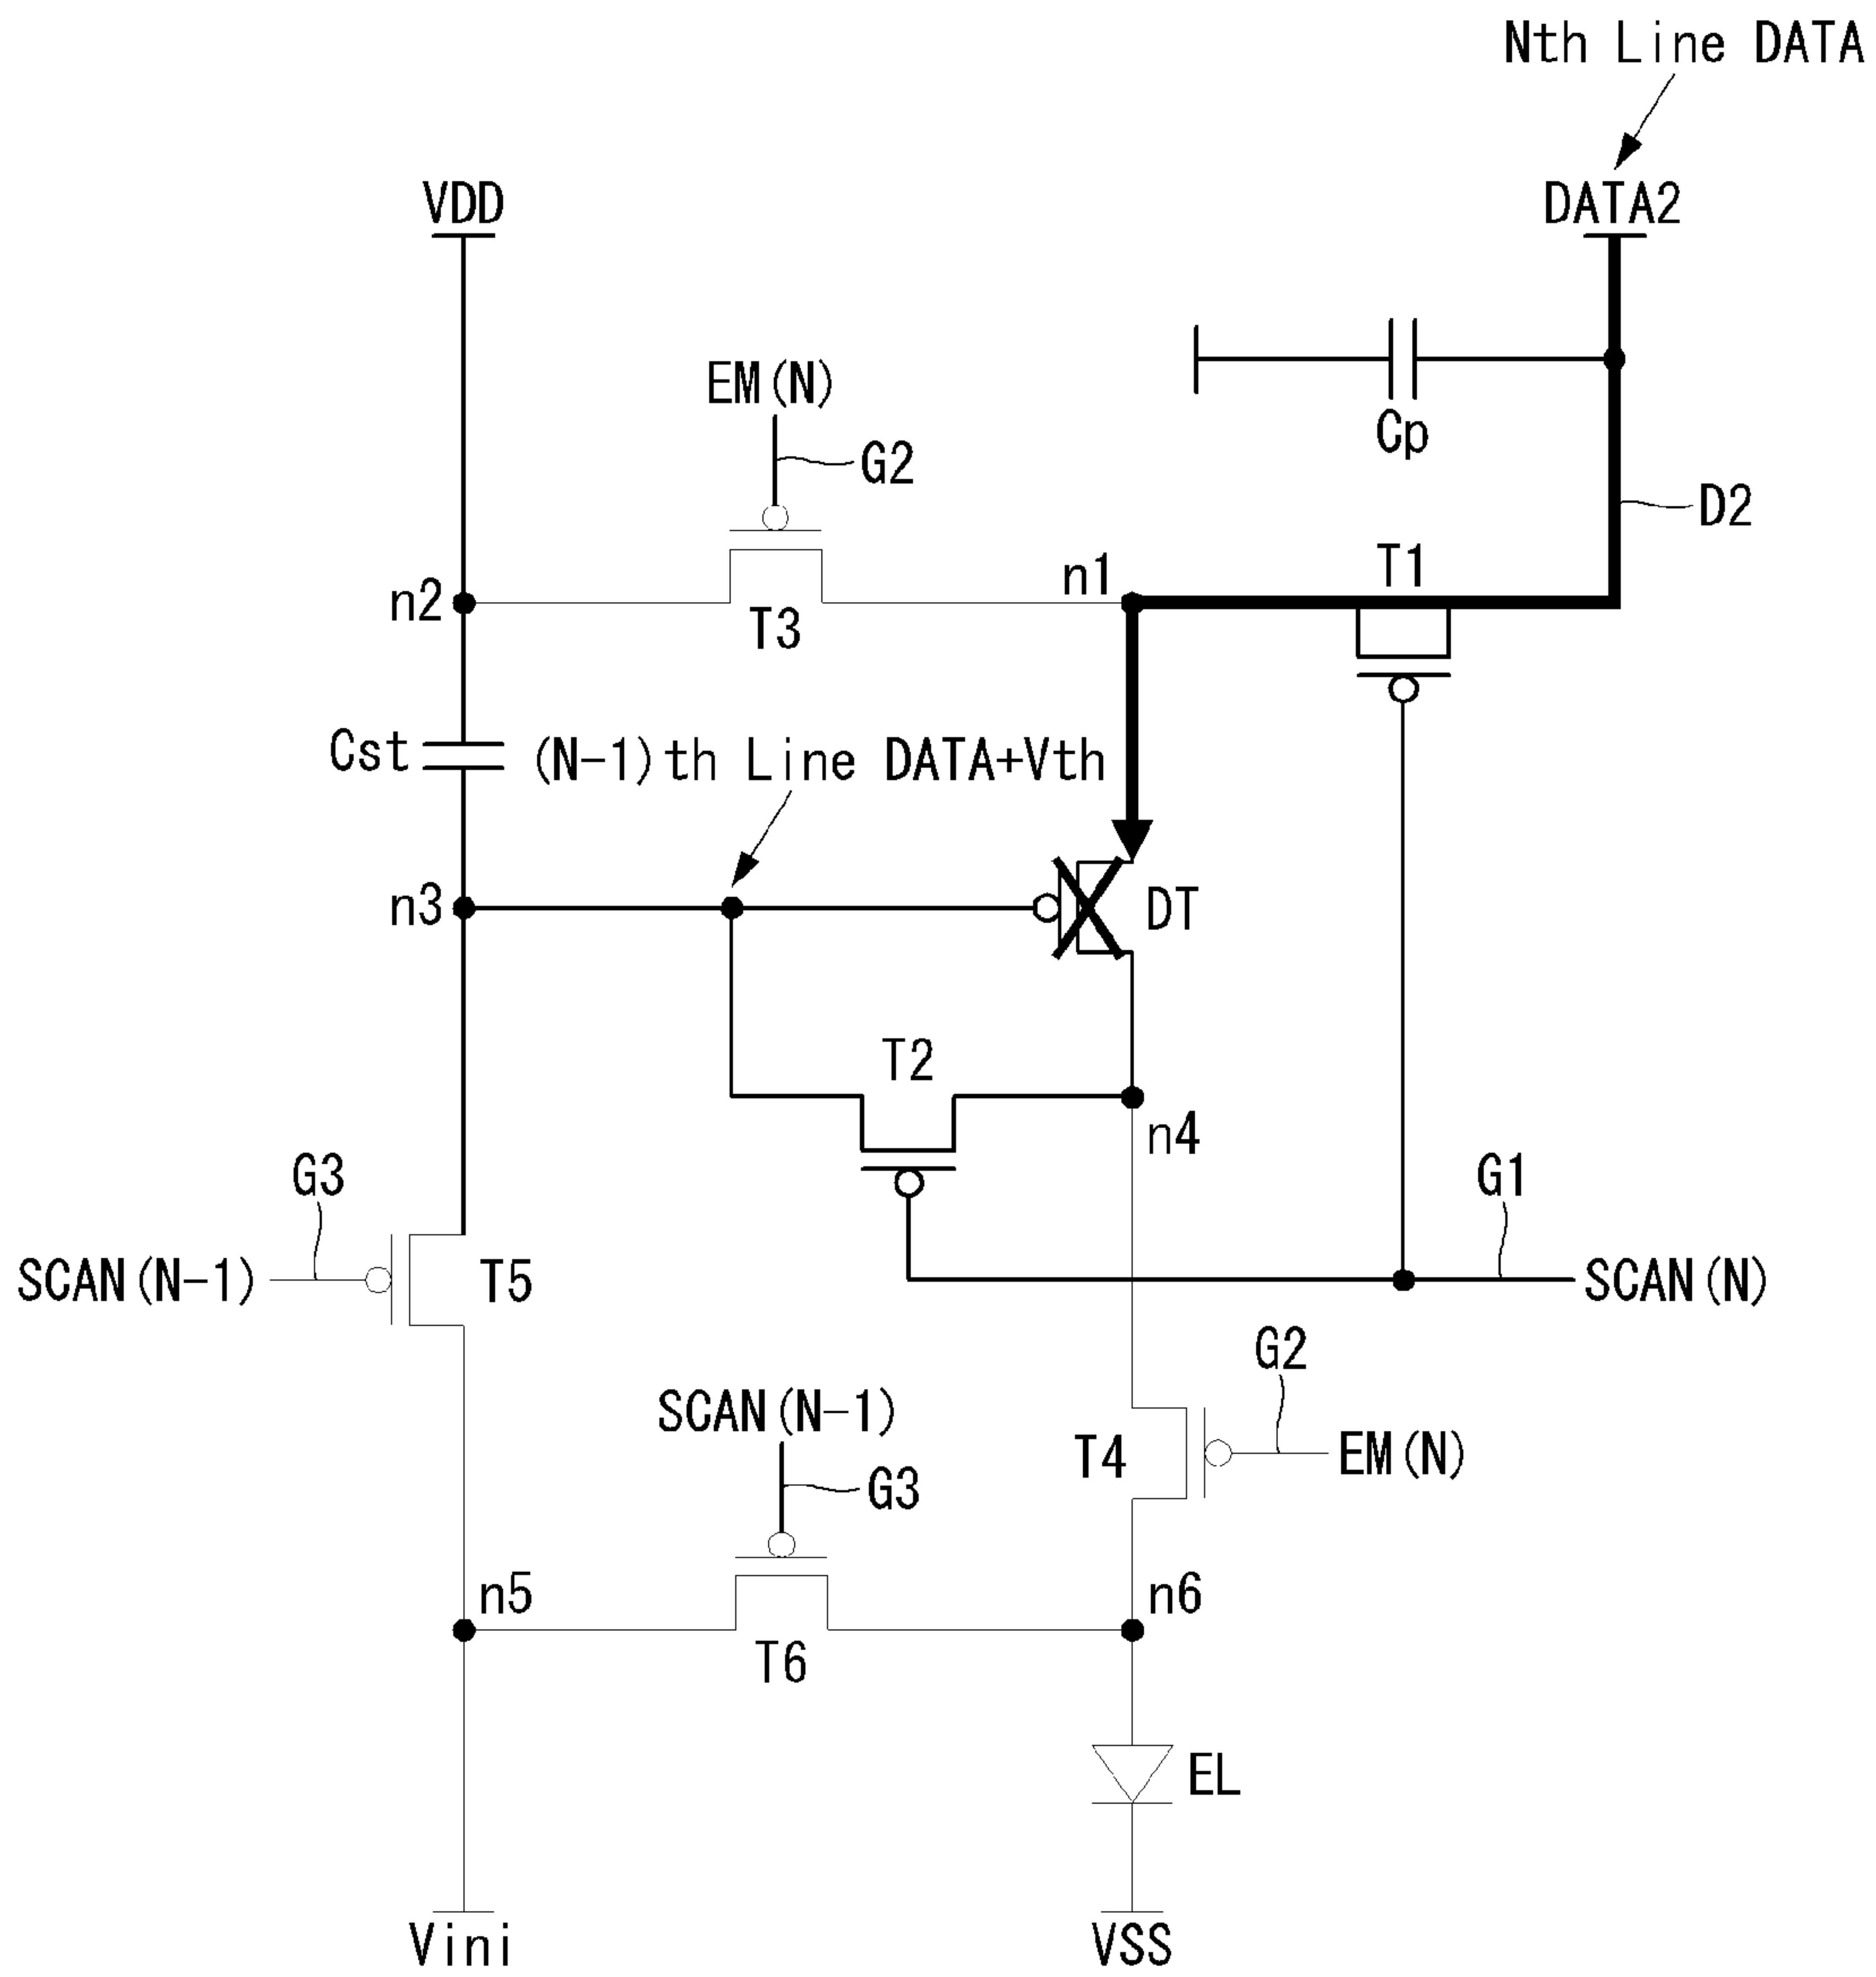 Nth Line DATA
VDD
DATA2
EM(N)
Cp
G2
D2
T1
n1
n2
T3
Cst
(N-1)th Line DATA+Vth
n3
DT
T2
n4
G3
G1
SCAN(N-1)
T5
SCAN(N)
G2
SCAN(N-1)
T4
EM(N)
G3
n5
n6
T6
EL
Vini
VSS